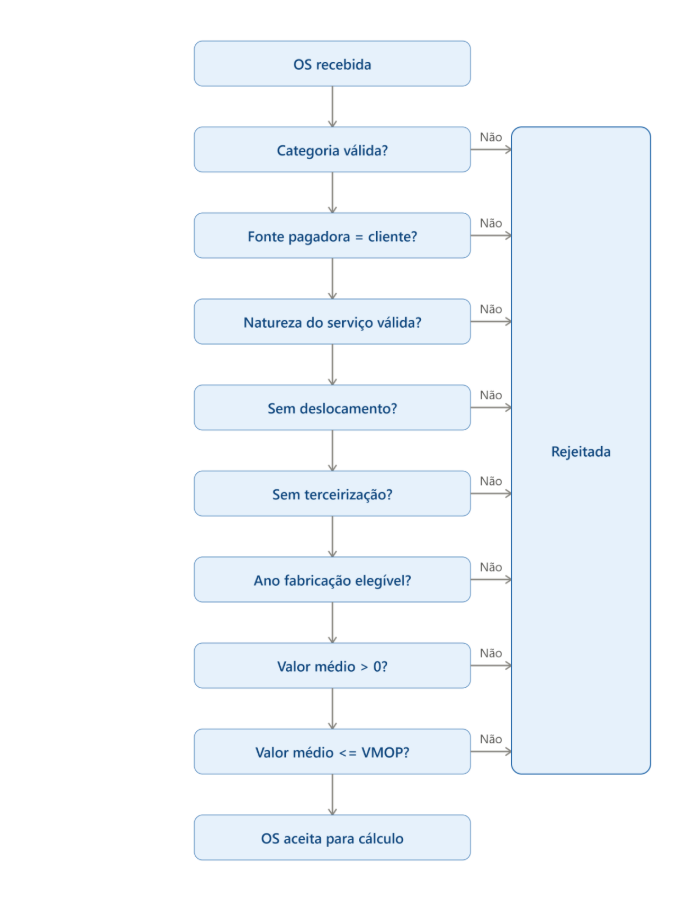 OS recebida
Categoria válida?
Não
Fonte pagadora = cliente?
Não
Natureza do serviço válida?
Não
Sem deslocamento?
Não
Rejeitada
Sem terceirização?
Não
Ano fabricação elegível?
Não
Valor médio > 0?
Não
Valor médio <= VMOP?
Não
OS aceita para cálculo